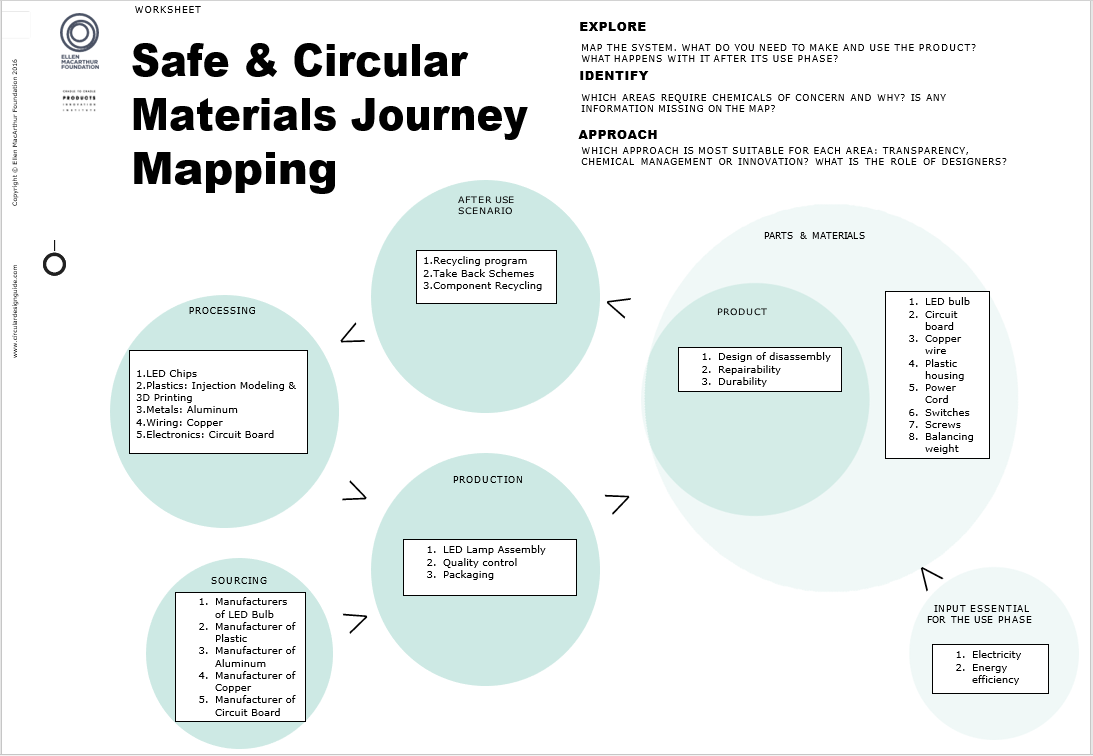 WORKSHEET
Safe & Circular
Materials Journey
Mapping
ELLEN
MACARTHUR
FOUNDATION
CRADLE TO CRADLE
PRODUCTS
INNOVATION
INSTITUTE
Copyright © Ellen MacArthur Foundation 2016
www.circulardesignguide.com
EXPLORE
MAP THE SYSTEM. WHAT DO YOU NEED TO MAKE AND USE THE PRODUCT?
WHAT HAPPENS WITH IT AFTER ITS USE PHASE?
IDENTIFY
WHICH AREAS REQUIRE CHEMICALS OF CONCERN AND WHY? IS ANY
INFORMATION MISSING ON THE MAP?
APPROACH
WHICH APPROACH IS MOST SUITABLE FOR EACH AREA: TRANSPARENCY,
CHEMICAL MANAGEMENT OR INNOVATION? WHAT IS THE ROLE OF DESIGNERS?
AFTER USE
SCENARIO
1.Recycling program
2.Take Back Schemes
3.Component Recycling
PROCESSING
1.LED Chips
2.Plastics: Injection Modeling &
3D Printing
3.Metals: Aluminum
4.Wiring: Copper
5.Electronics: Circuit Board
PARTS & MATERIALS
1. LED bulb
2. Circuit
board
3. Copper
wire
4. Plastic
housing
5. Power
Cord
6. Switches
7. Screws
8. Balancing
weight
PRODUCT
1. Design of disassembly
2. Repairability
3. Durability
PRODUCTION
1. LED Lamp Assembly
2. Quality control
3. Packaging
SOURCING
1. Manufacturers
of LED Bulb
2. Manufacturer of
Plastic
3. Manufacturer of
Aluminum
4. Manufacturer of
Copper
5. Manufacturer of
Circuit Board
INPUT ESSENTIAL
FOR THE USE PHASE
1. Electricity
2. Energy
efficiency